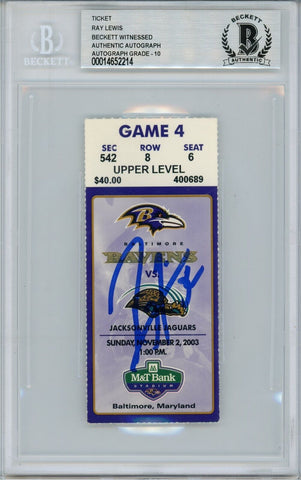 BECKETT
TICKET
RAY LEWIS
BECKETT WITNESSED
AUTHENTIC AUTOGRAPH
AUTOGRAPH GRADE - 10
00014652214
BECKETT
GAME 4
SEC ROW SEAT
542 8 6
UPPER LEVEL
$40.00 400689
BALTIMORE
RAVENS
VS.
JACKSONVILLE JAGUARS
SUNDAY, NOVEMBER 2, 2003
1:00 P.M.
M&T Bank
STADIUM
Baltimore, Maryland